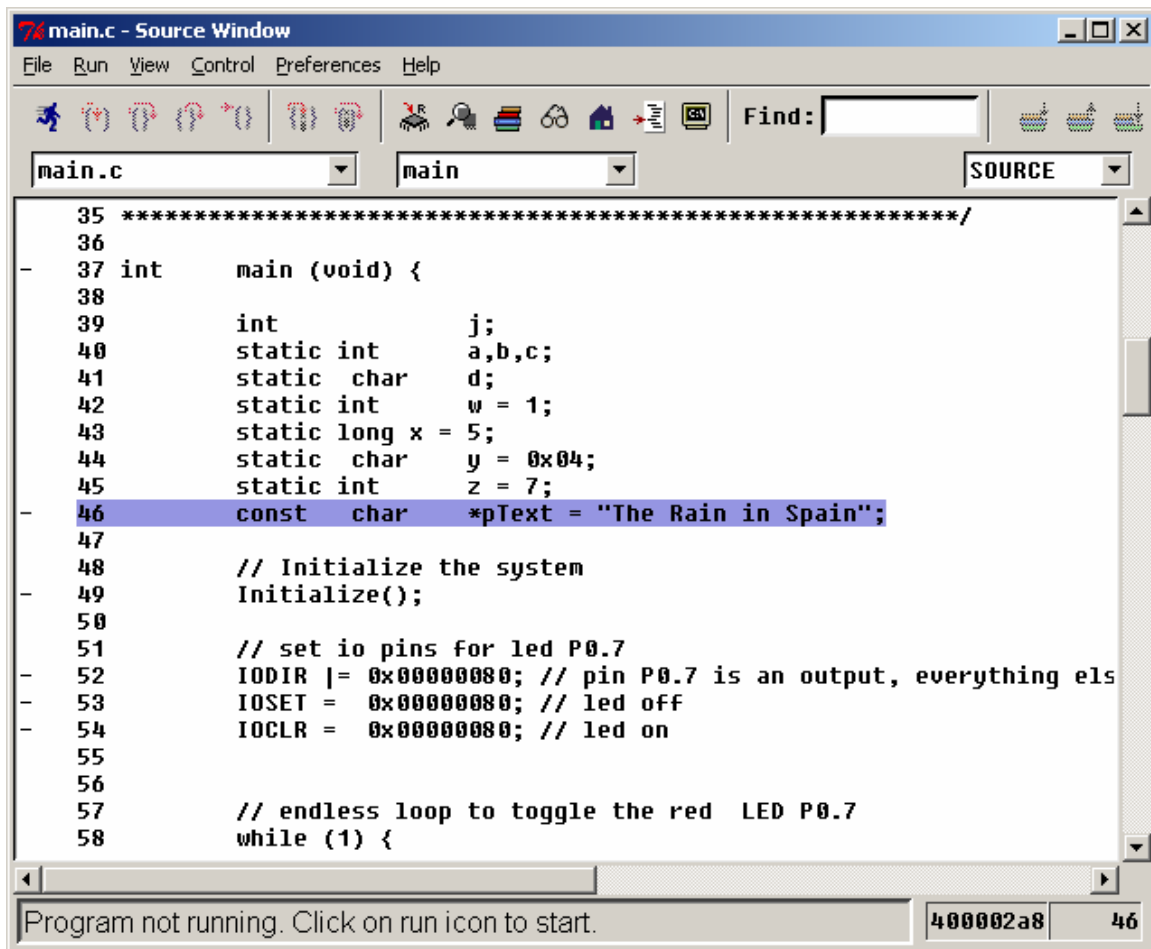 main.c - Source Window
File Run View Control Preferences Help
Find:
main.c main SOURCE
35 **********************************************************/
36
37 int main (void) {
38
39 int j;
40 static int a,b,c;
41 static char d;
42 static int w = 1;
43 static long x = 5;
44 static char y = 0x04;
45 static int z = 7;
46 const char *pText = "The Rain in Spain";
47
48 // Initialize the system
49 Initialize();
50
51 // set io pins for led P0.7
52 IODIR |= 0x00000080; // pin P0.7 is an output, everything els
53 IOSET = 0x00000080; // led off
54 IOCLR = 0x00000080; // led on
55
56
57 // endless loop to toggle the red LED P0.7
58 while (1) {
Program not running. Click on run icon to start. 400002a8 46